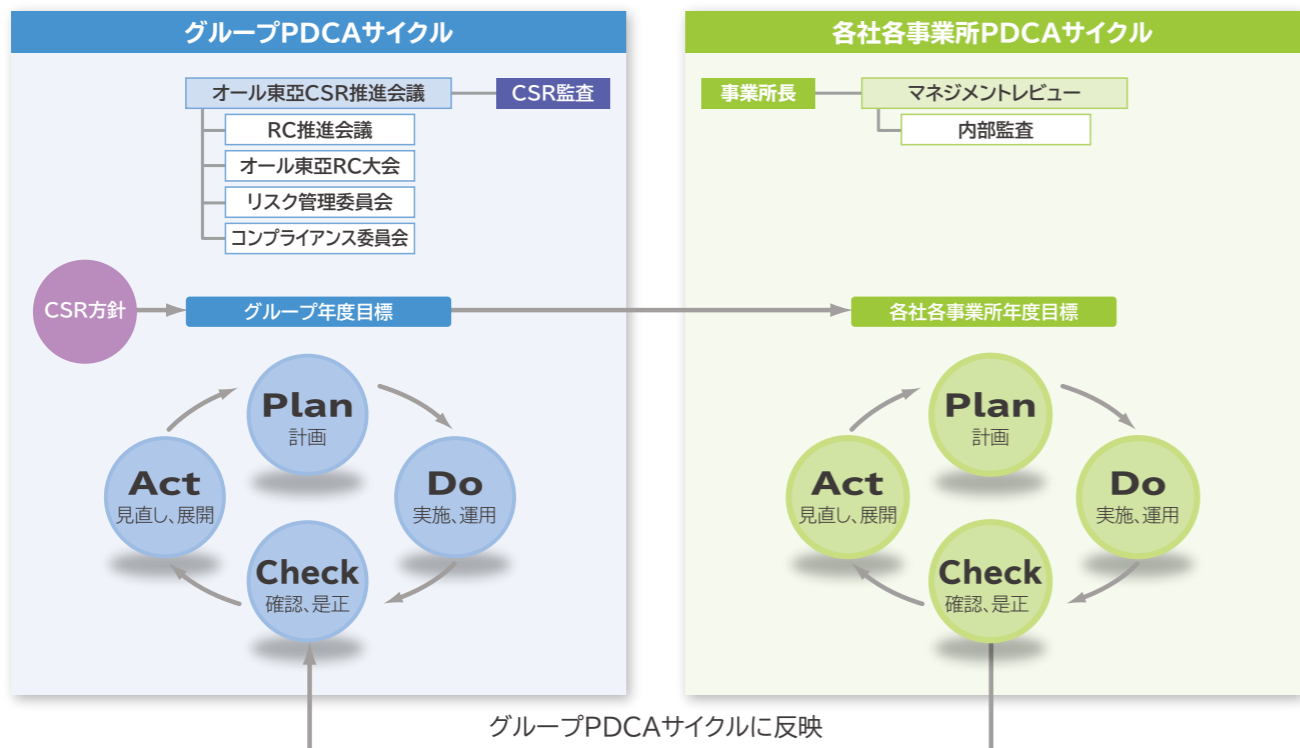 グループPDCAサイクル
オール東亞CSR推進会議
CSR監査
RC推進会議
オール東亞RC大会
リスク管理委員会
コンプライアンス委員会
CSR方針
グループ年度目標
Plan
計画
Act
見直し、展開
Do
実施、運用
Check
確認、是正
各社各事業所PDCAサイクル
事業所長
マネジメントレビュー
内部監査
各社各事業所年度目標
Plan
計画
Act
見直し、展開
Do
実施、運用
Check
確認、是正
グループPDCAサイクルに反映